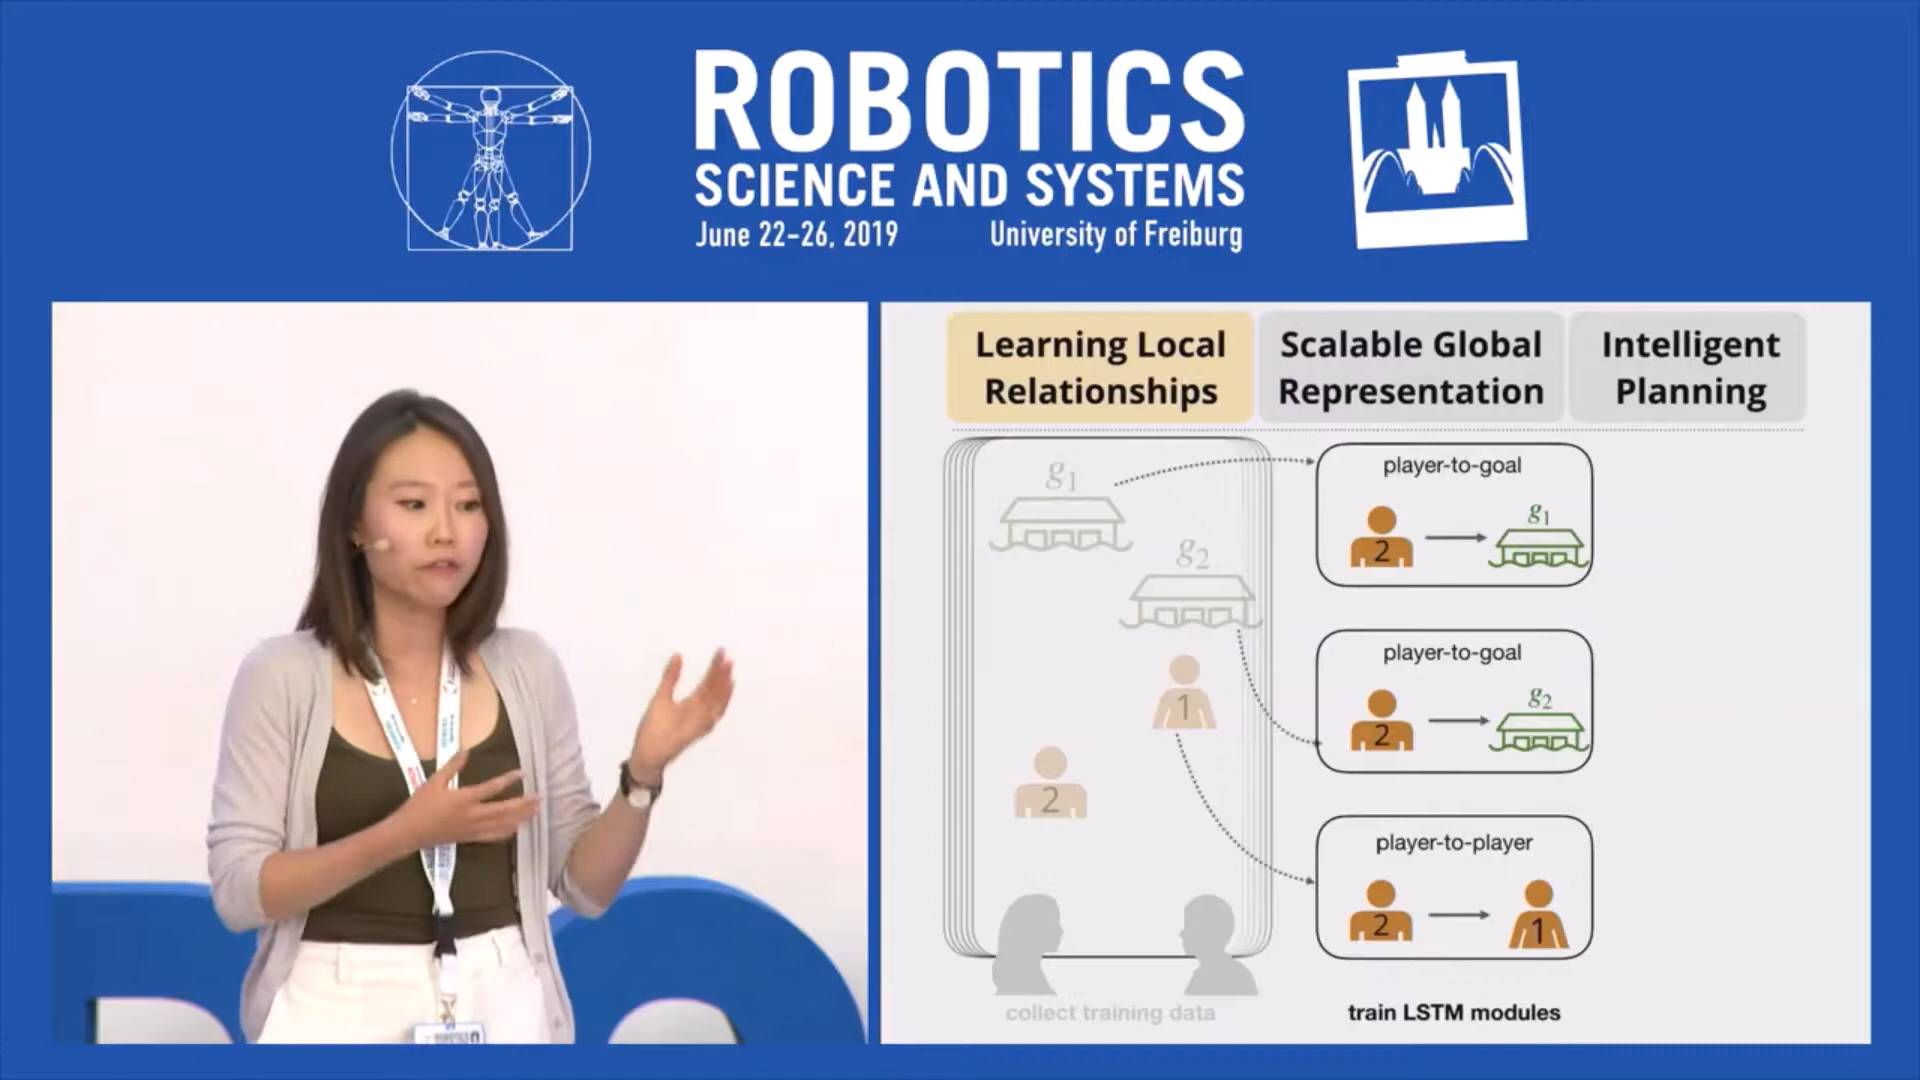 ROBOTICS
SCIENCE AND SYSTEMS
June 22–26, 2019 University of Freiburg
Learning Local
Relationships
Scalable Global
Representation
Intelligent
Planning
g1
g2
1
2
collect training data
player-to-goal
2
g1
player-to-goal
2
g2
player-to-player
2
1
train LSTM modules